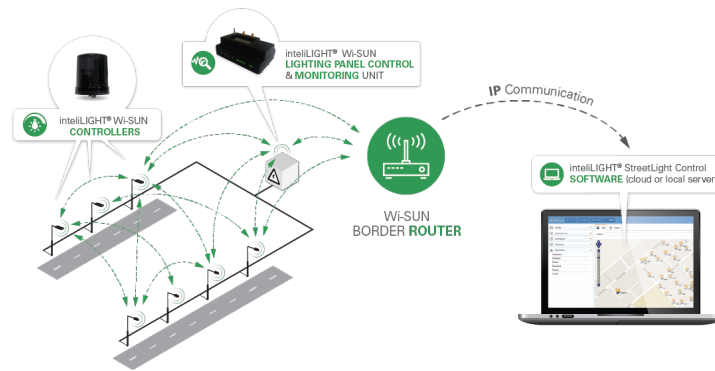 inteliLIGHT® Wi-SUN
LIGHTING PANEL CONTROL
& MONITORING UNIT
inteliLIGHT® Wi-SUN
CONTROLLERS
IP Communication
Wi-SUN
BORDER ROUTER
inteliLIGHT® StreetLight Control
SOFTWARE (cloud or local server